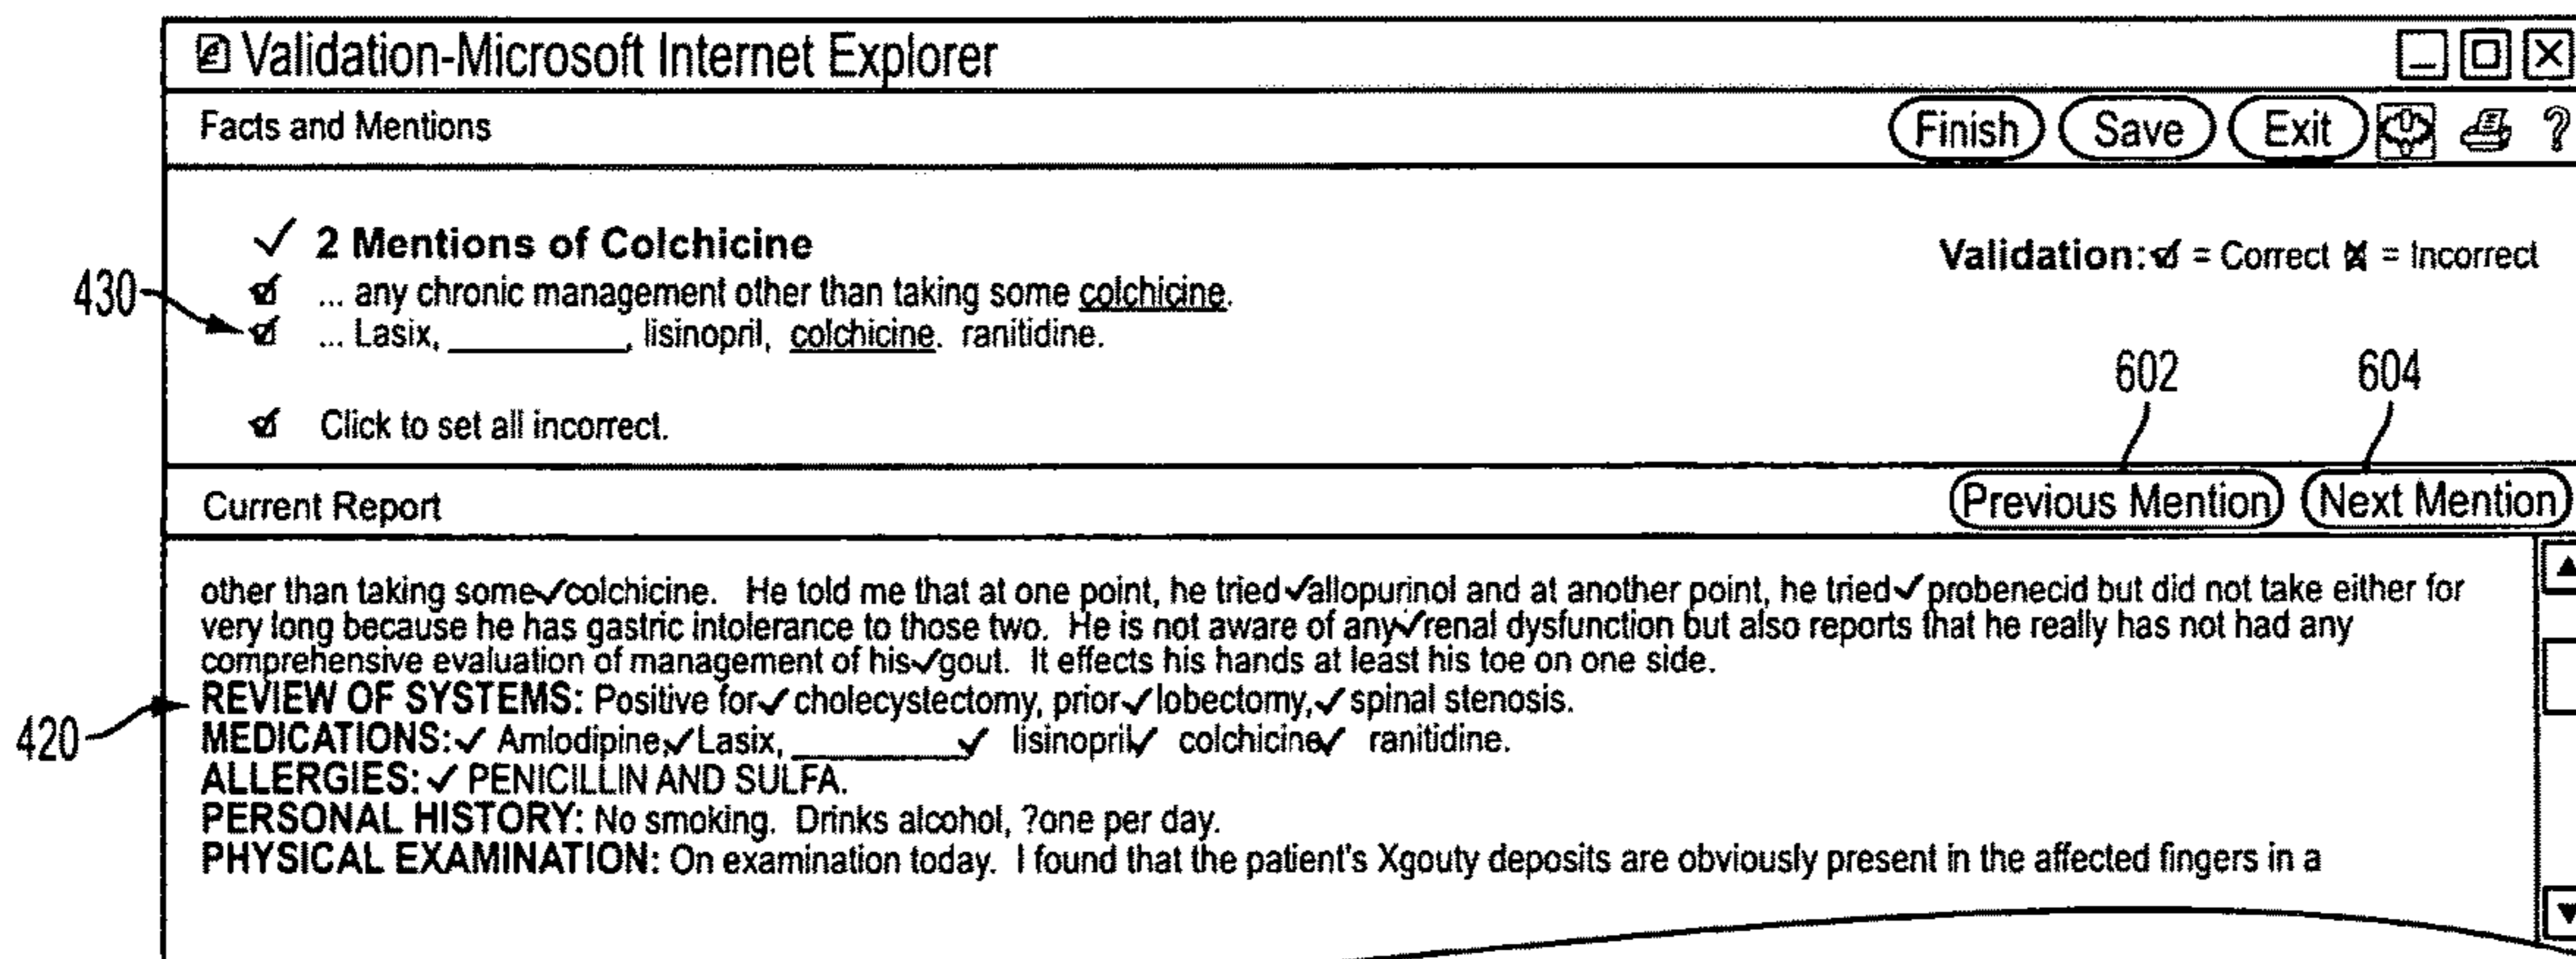 Validation-Microsoft Internet Explorer
Facts and Mentions Finish Save Exit ?
✓ 2 Mentions of Colchicine
Validation: ☑ = Correct ☒ = Incorrect
430
☑ ... any chronic management other than taking some colchicine.
☑ ... Lasix, __________, lisinopril, colchicine. ranitidine.
602 604
☑ Click to set all incorrect.
Current Report Previous Mention Next Mention
other than taking some✓colchicine. He told me that at one point, he tried✓allopurinol and at another point, he tried✓probenecid but did not take either for
very long because he has gastric intolerance to those two. He is not aware of any✓renal dysfunction but also reports that he really has not had any
comprehensive evaluation of management of his✓gout. It effects his hands at least his toe on one side.
420
REVIEW OF SYSTEMS: Positive for✓cholecystectomy, prior✓lobectomy,✓spinal stenosis.
MEDICATIONS:✓ Amlodipine,✓Lasix, __________✓ lisinopril✓ colchicine✓ ranitidine.
ALLERGIES:✓ PENICILLIN AND SULFA.
PERSONAL HISTORY: No smoking. Drinks alcohol, ?one per day.
PHYSICAL EXAMINATION: On examination today. I found that the patient's Xgouty deposits are obviously present in the affected fingers in a